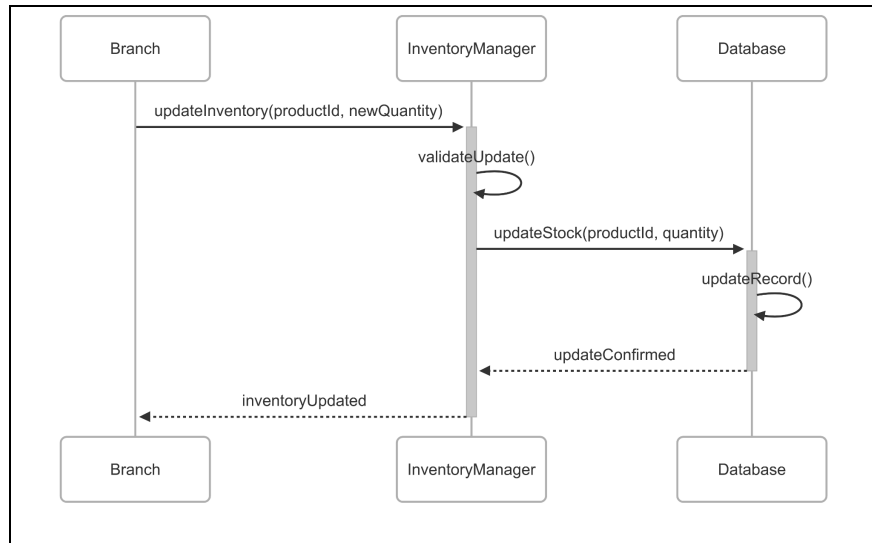 Branch
InventoryManager
Database
updateInventory(productId, newQuantity)
validateUpdate()
updateStock(productId, quantity)
updateRecord()
updateConfirmed
inventoryUpdated
Branch
InventoryManager
Database